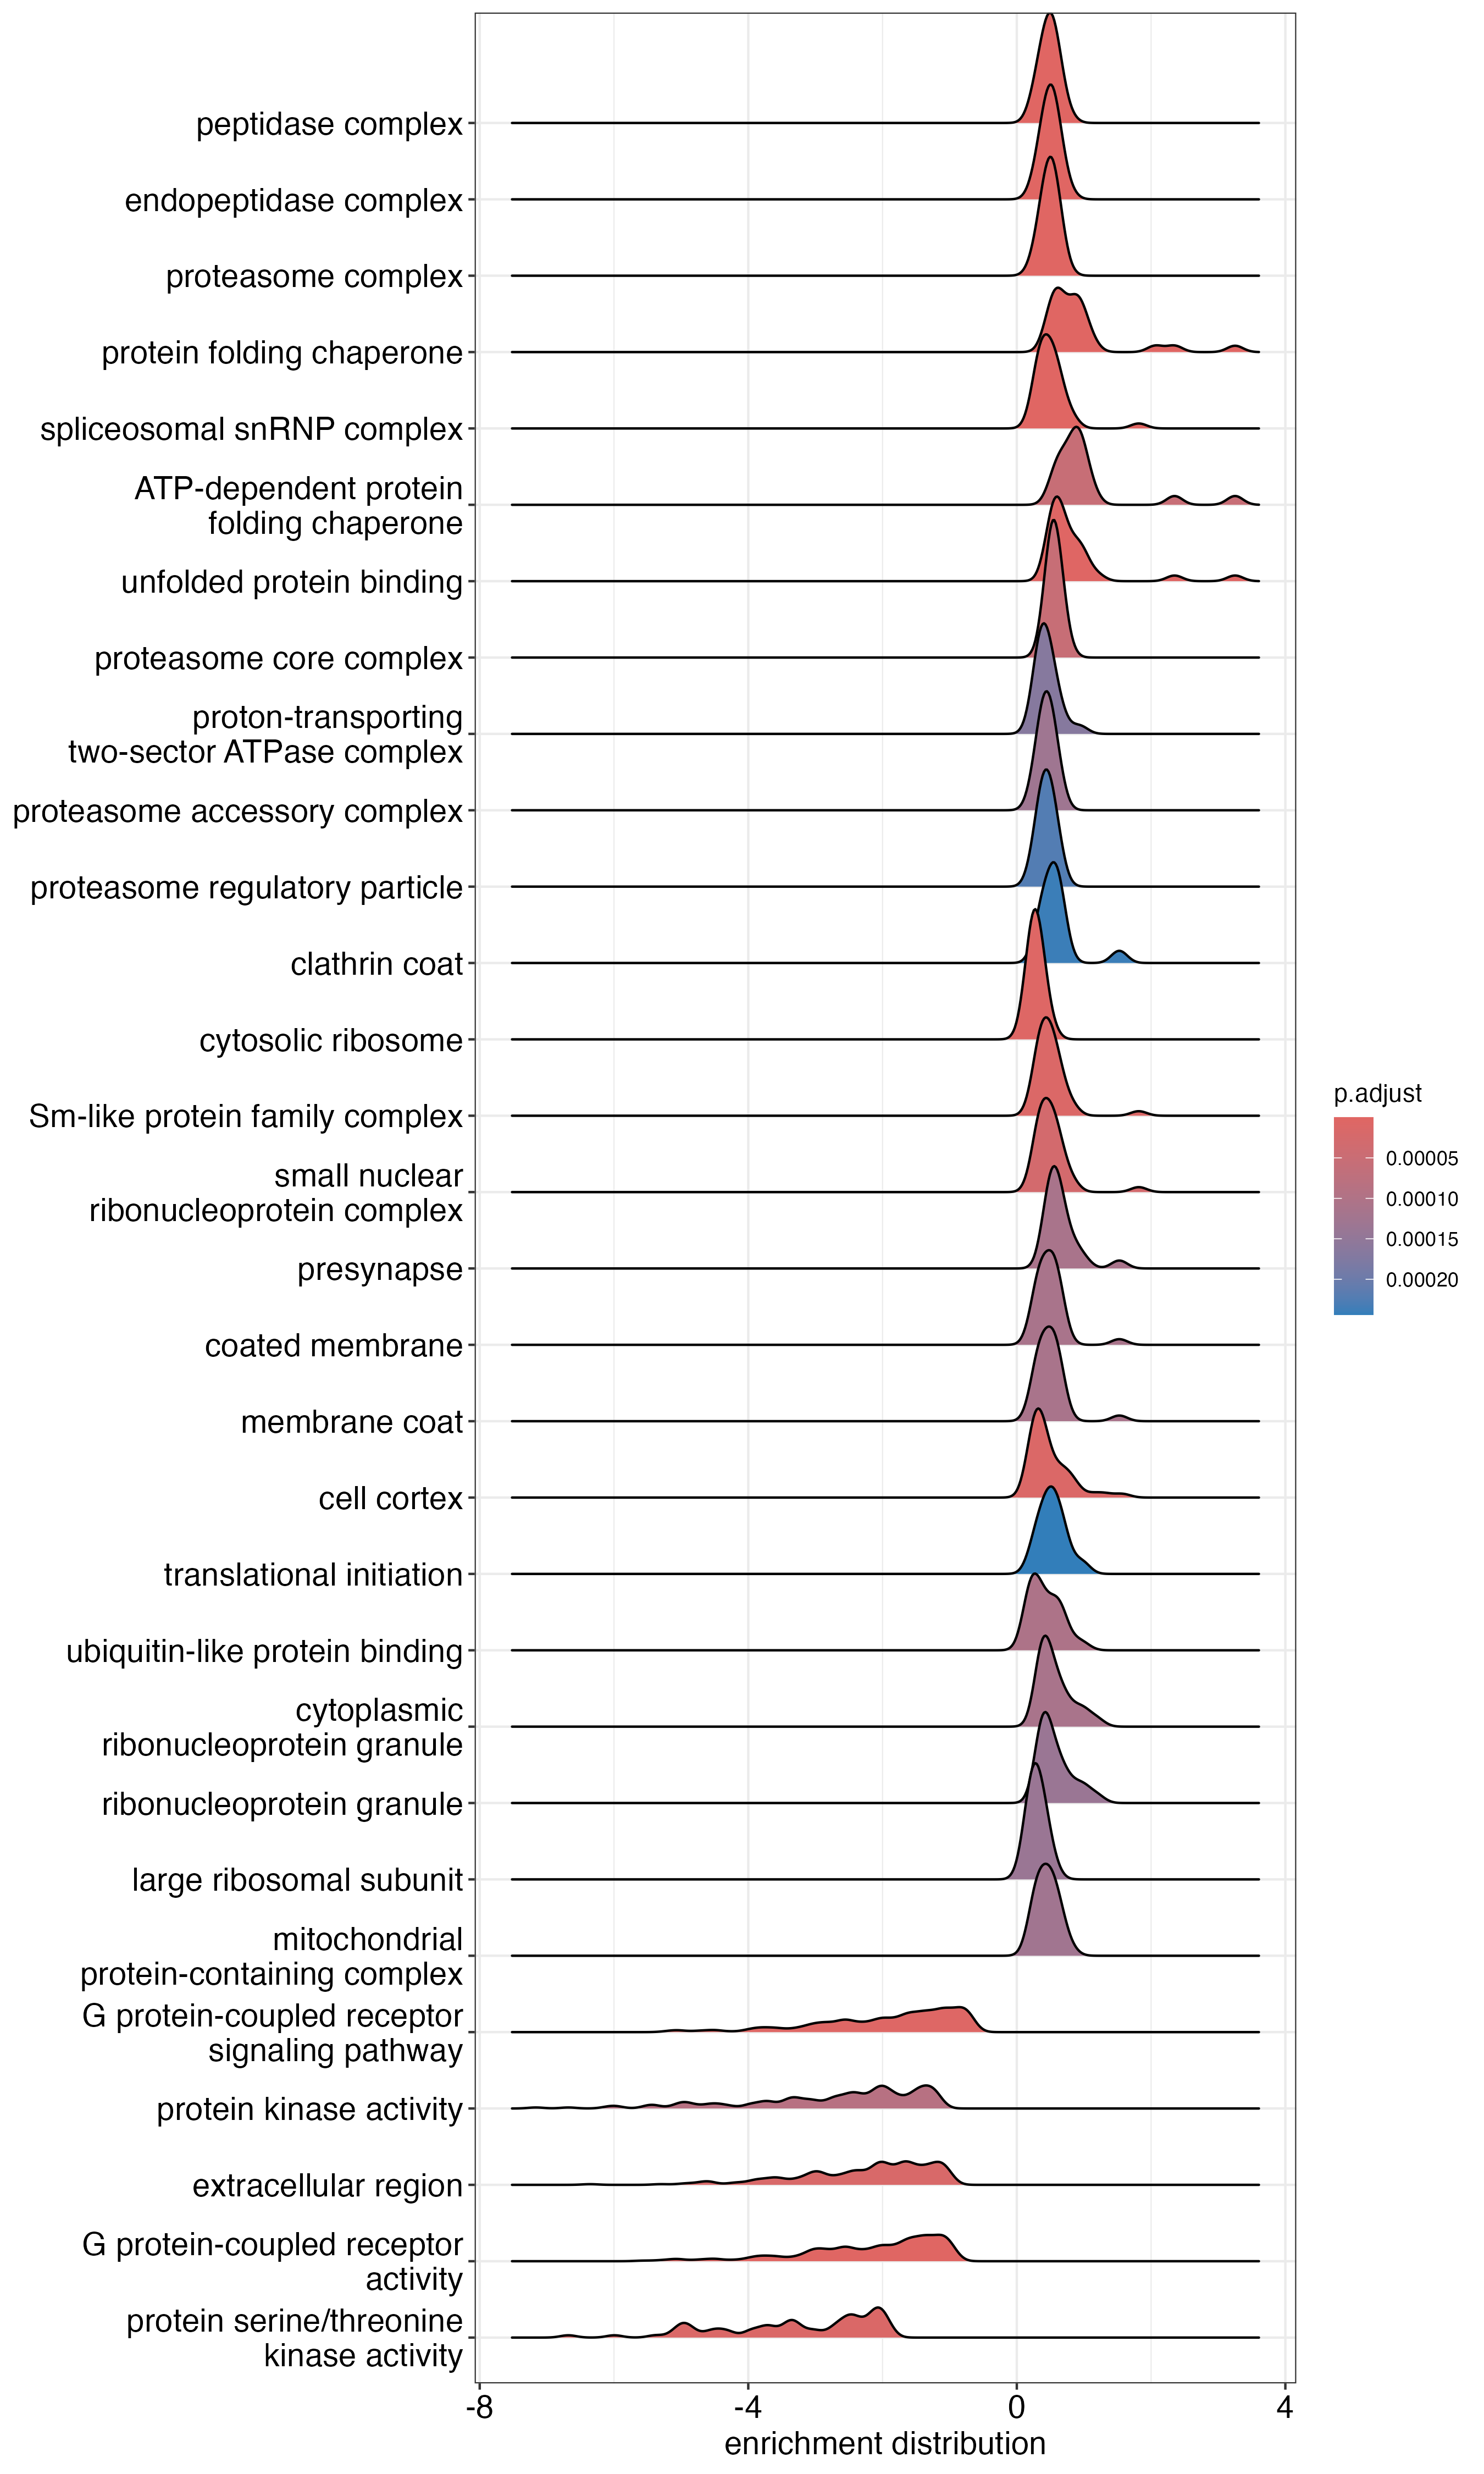 peptidase complex
endopeptidase complex
proteasome complex
protein folding chaperone
spliceosomal snRNP complex
ATP-dependent protein
folding chaperone
unfolded protein binding
proteasome core complex
proton-transporting
two-sector ATPase complex
proteasome accessory complex
proteasome regulatory particle
clathrin coat
cytosolic ribosome
Sm-like protein family complex
small nuclear
ribonucleoprotein complex
presynapse
coated membrane
membrane coat
cell cortex
translational initiation
ubiquitin-like protein binding
cytoplasmic
ribonucleoprotein granule
ribonucleoprotein granule
large ribosomal subunit
mitochondrial
protein-containing complex
G protein-coupled receptor
signaling pathway
protein kinase activity
extracellular region
G protein-coupled receptor
activity
protein serine/threonine
kinase activity
-8 -4 0 4
enrichment distribution
p.adjust
0.00005
0.00010
0.00015
0.00020